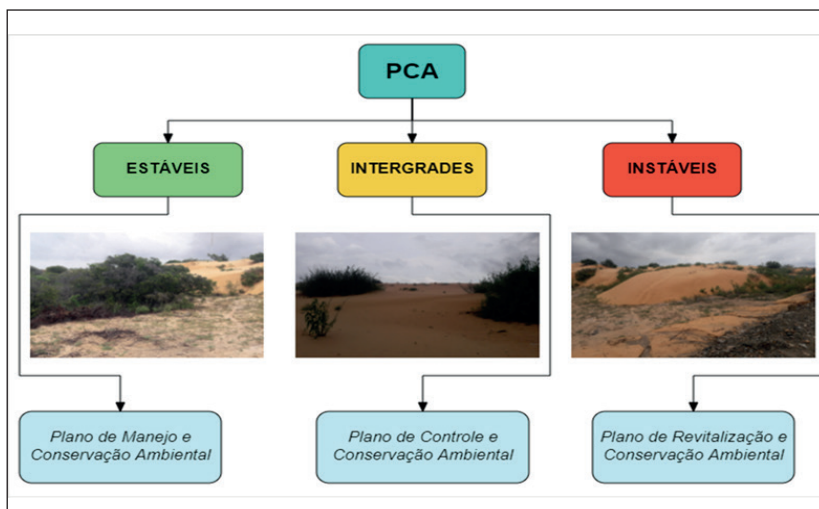 PCA
ESTÁVEIS
INTERGRADES
INSTÁVEIS
Plano de Manejo e
Conservação Ambiental
Plano de Controle e
Conservação Ambiental
Plano de Revitalização e
Conservação Ambiental